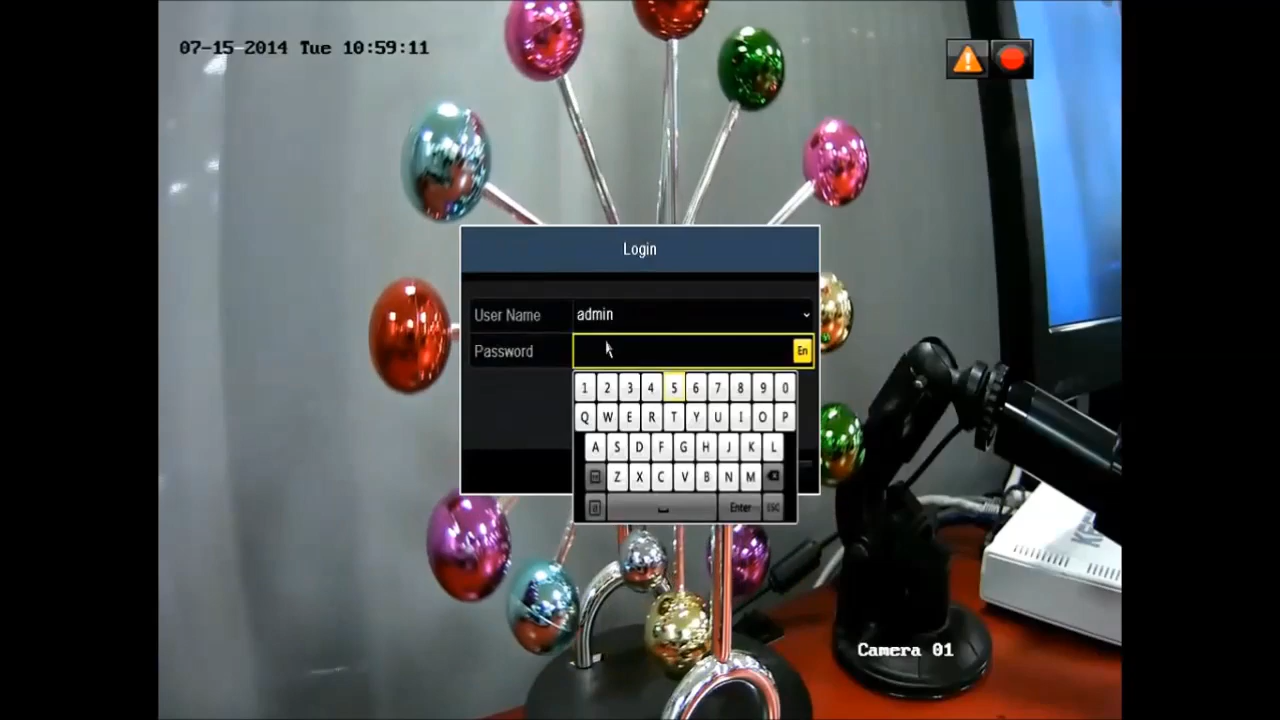 07-15-2014 Tue 10:59:11
Login
User Name admin
Password En
1 2 3 4 5 6 7 8 9 0
Q W E R T Y U I O P
A S D F G H J K L
Z X C V B N M
Enter ESC
Camera 01